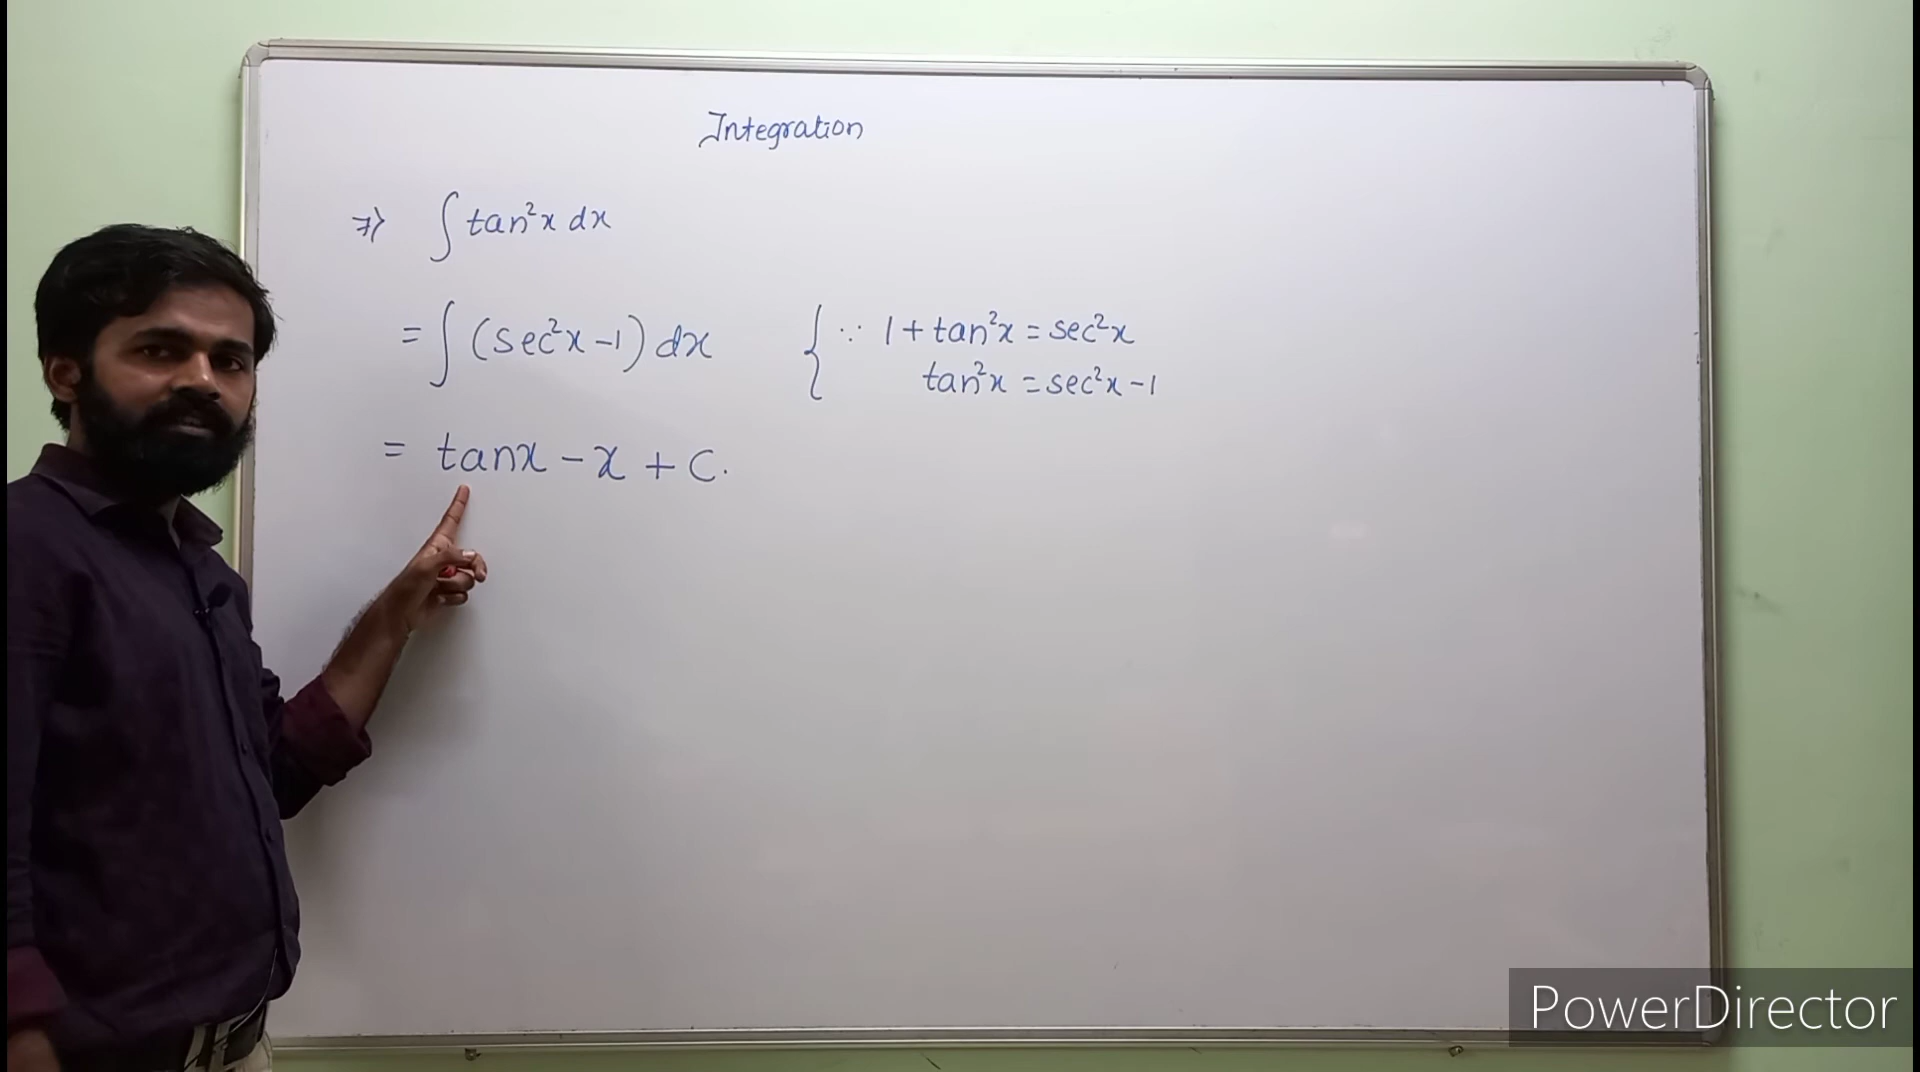 Integration
7) ∫ tan²x dx
= ∫ (sec²x - 1) dx { ∵ 1 + tan²x = sec²x
tan²x = sec²x - 1
= tanx - x + C.
PowerDirector